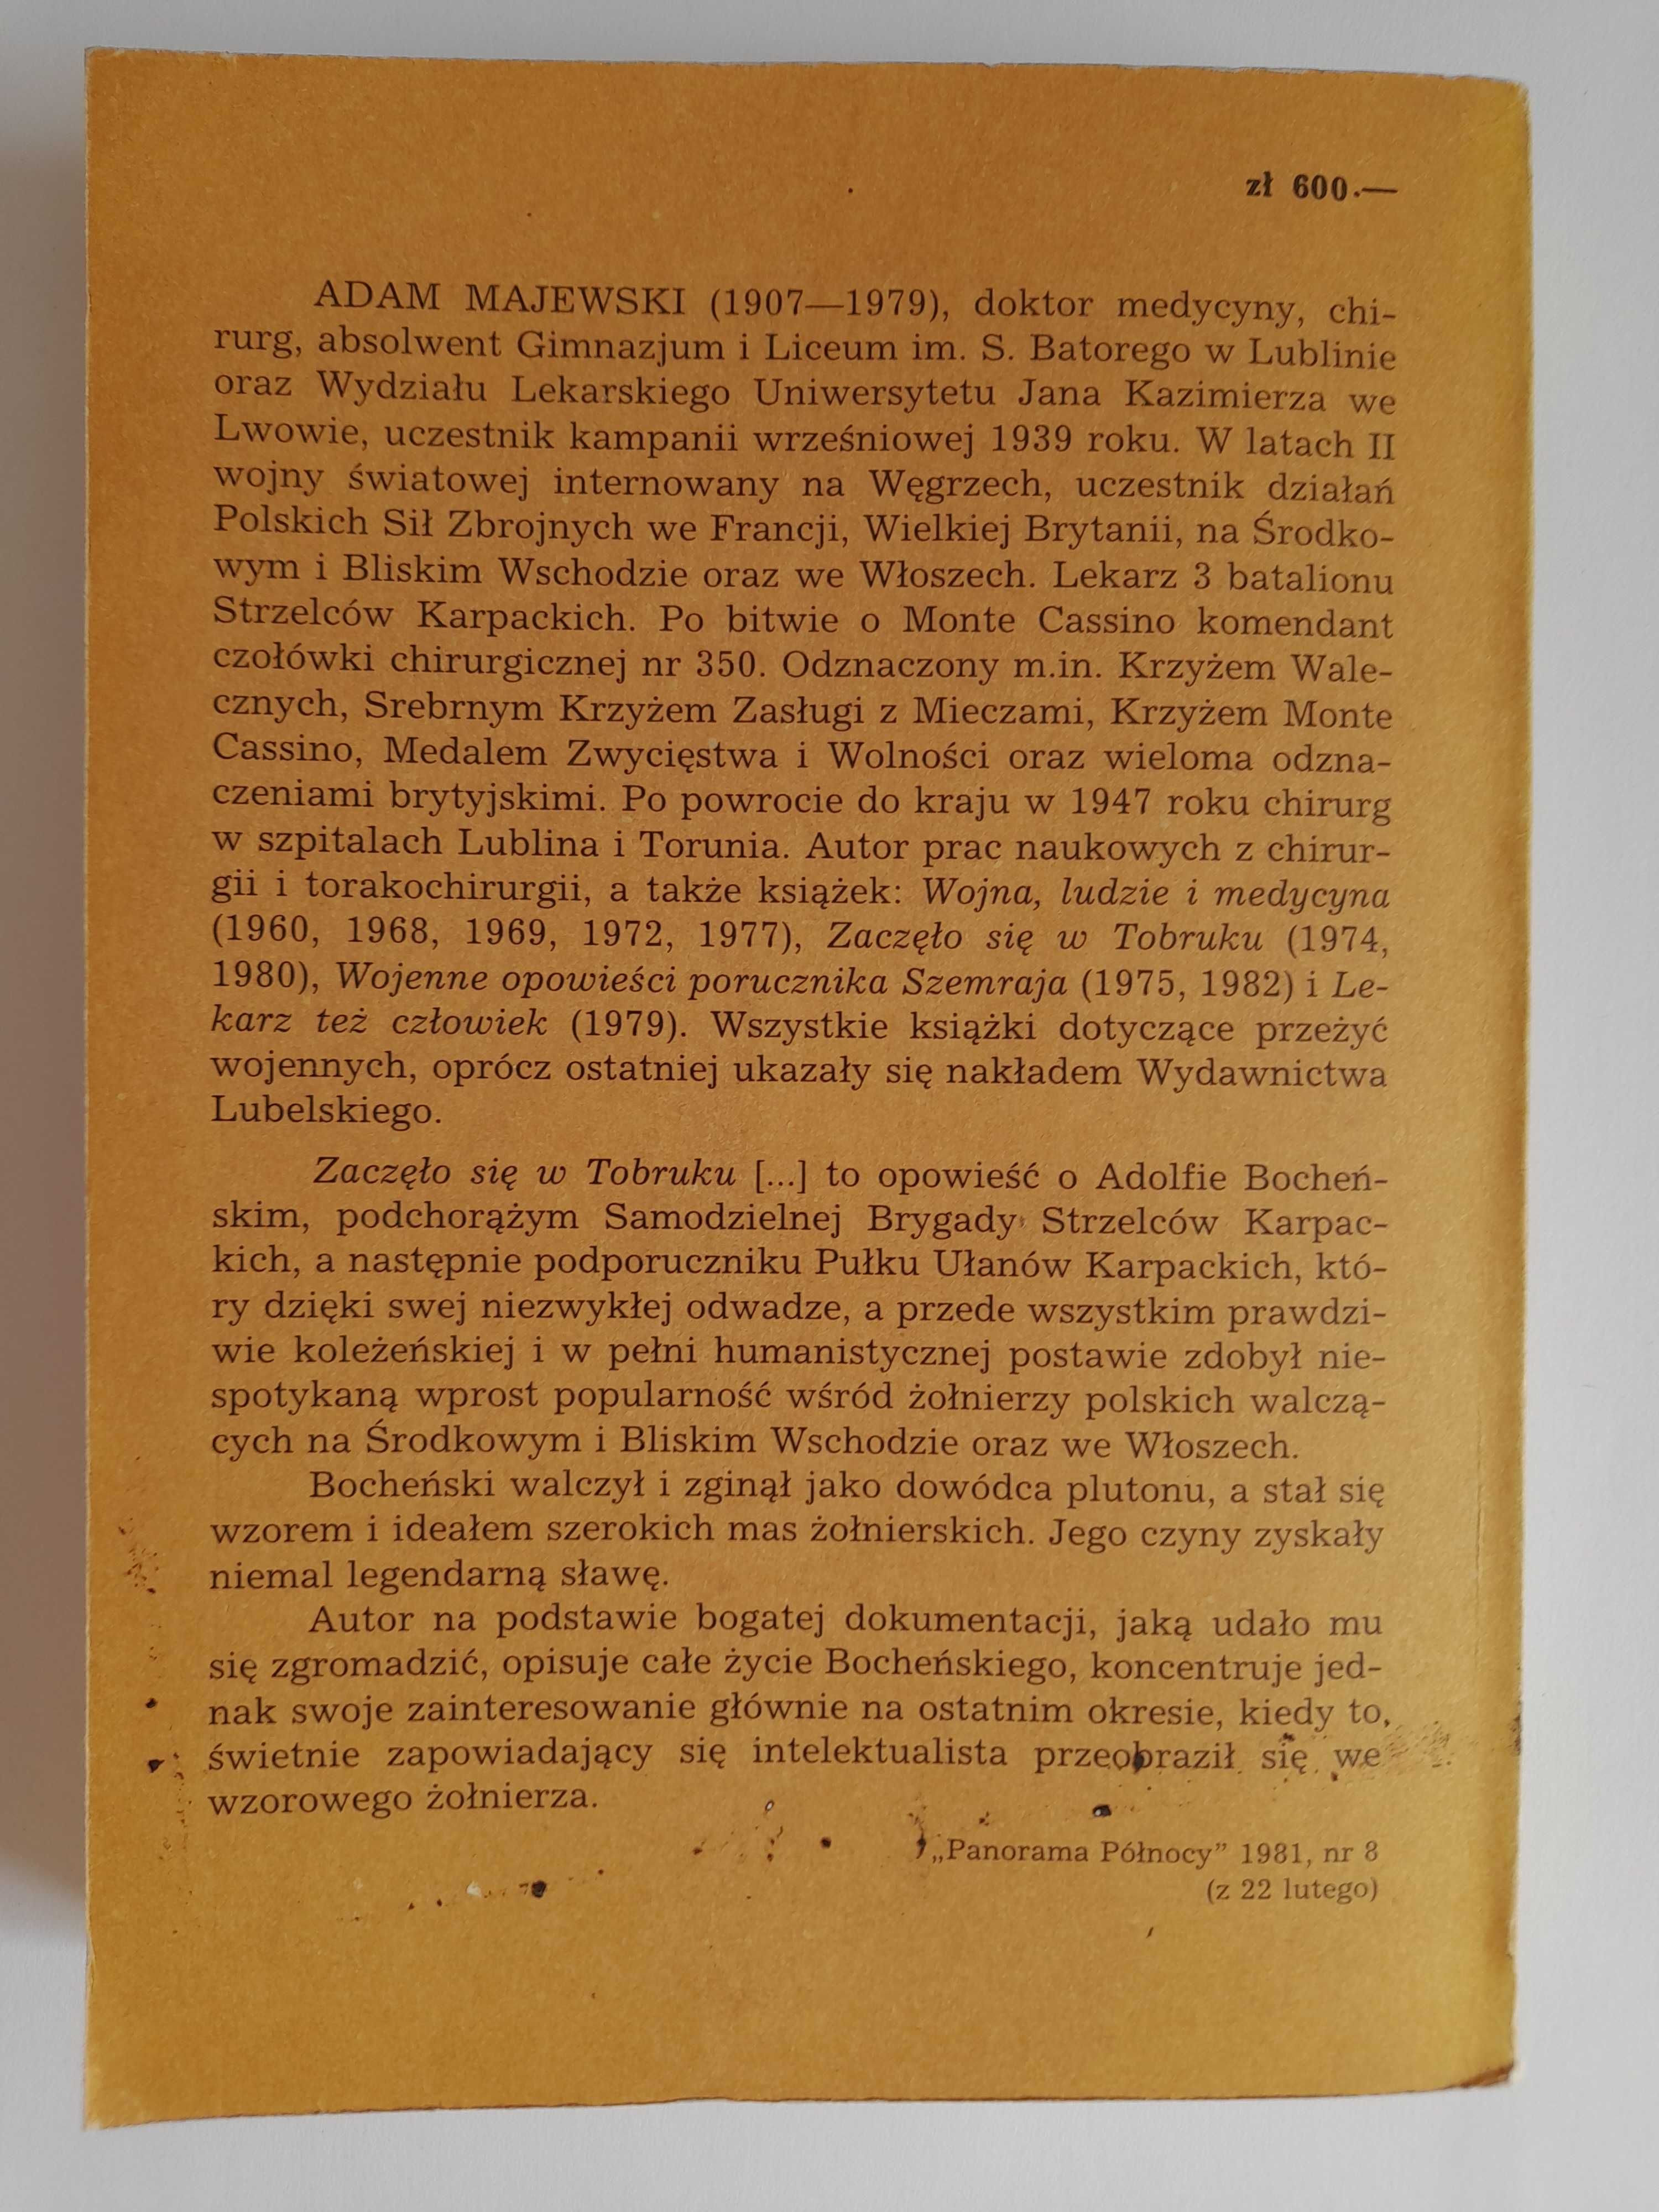 zł 600.—
ADAM MAJEWSKI (1907—1979), doktor medycyny, chi-
rurg, absolwent Gimnazjum i Liceum im. S. Batorego w Lublinie
oraz Wydziału Lekarskiego Uniwersytetu Jana Kazimierza we
Lwowie, uczestnik kampanii wrześniowej 1939 roku. W latach II
wojny światowej internowany na Węgrzech, uczestnik działań
Polskich Sił Zbrojnych we Francji, Wielkiej Brytanii, na Środko-
wym i Bliskim Wschodzie oraz we Włoszech. Lekarz 3 batalionu
Strzelców Karpackich. Po bitwie o Monte Cassino komendant
czołówki chirurgicznej nr 350. Odznaczony m.in. Krzyżem Wale-
cznych, Srebrnym Krzyżem Zasługi z Mieczami, Krzyżem Monte
Cassino, Medalem Zwycięstwa i Wolności oraz wieloma odzna-
czeniami brytyjskimi. Po powrocie do kraju w 1947 roku chirurg
w szpitalach Lublina i Torunia. Autor prac naukowych z chirur-
gii i torakochirurgii, a także książek: Wojna, ludzie i medycyna
(1960, 1968, 1969, 1972, 1977), Zaczęło się w Tobruku (1974,
1980), Wojenne opowieści porucznika Szemraja (1975, 1982) i Le-
karz też człowiek (1979). Wszystkie książki dotyczące przeżyć
wojennych, oprócz ostatniej ukazały się nakładem Wydawnictwa
Lubelskiego.
Zaczęło się w Tobruku [...] to opowieść o Adolfie Bocheń-
skim, podchorążym Samodzielnej Brygady Strzelców Karpac-
kich, a następnie podporuczniku Pułku Ułanów Karpackich, któ-
ry dzięki swej niezwykłej odwadze, a przede wszystkim prawdzi-
wie koleżeńskiej i w pełni humanistycznej postawie zdobył nie-
spotykaną wprost popularność wśród żołnierzy polskich walczą-
cych na Środkowym i Bliskim Wschodzie oraz we Włoszech.
Bocheński walczył i zginął jako dowódca plutonu, a stał się
wzorem i ideałem szerokich mas żołnierskich. Jego czyny zyskały
niemal legendarną sławę.
Autor na podstawie bogatej dokumentacji, jaką udało mu
się zgromadzić, opisuje całe życie Bocheńskiego, koncentruje jed-
nak swoje zainteresowanie głównie na ostatnim okresie, kiedy to,
świetnie zapowiadający się intelektualista przeobraził się we
wzorowego żołnierza.
„Panorama Północy” 1981, nr 8
(z 22 lutego)